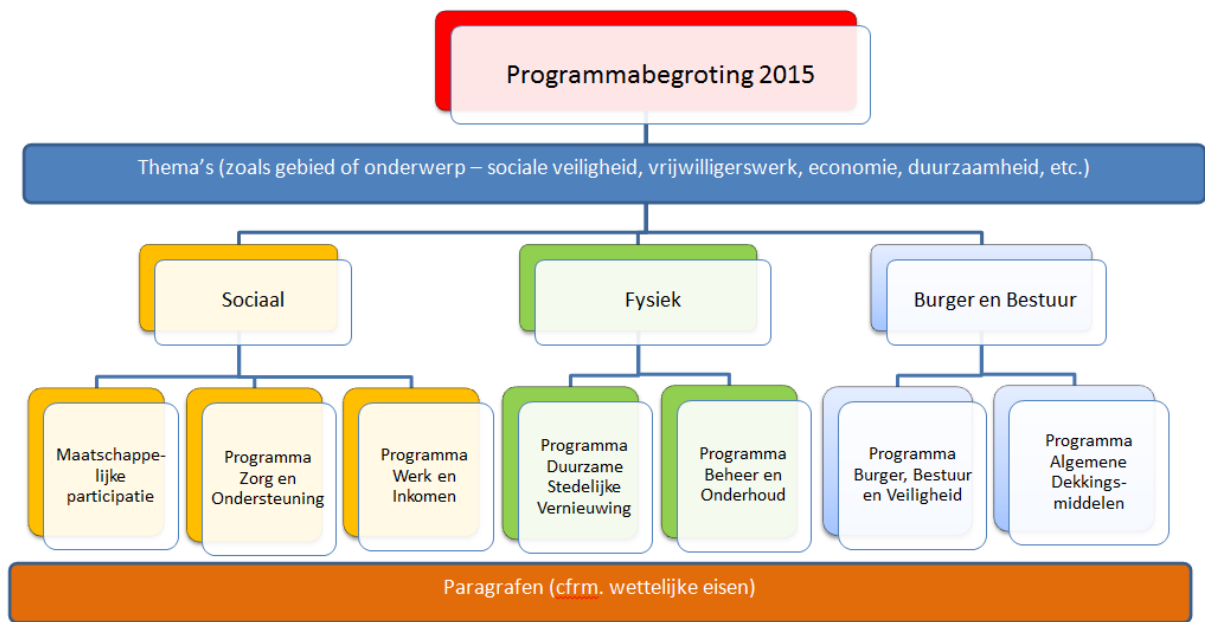 Programmabegroting 2015
Thema's (zoals gebied of onderwerp – sociale veiligheid, vrijwilligerswerk, economie, duurzaamheid, etc.)
Sociaal
Fysiek
Burger en Bestuur
Maatschappe-
lijke
participatie
Programma
Zorg en
Ondersteuning
Programma
Werk en
Inkomen
Programma
Duurzame
Stedelijke
Vernieuwing
Programma
Beheer en
Onderhoud
Programma
Burger, Bestuur
en Veiligheid
Programma
Algemene
Dekkings-
middelen
Paragrafen (cfrm. wettelijke eisen)